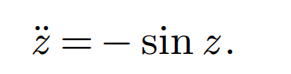 z̈ = − sin z.